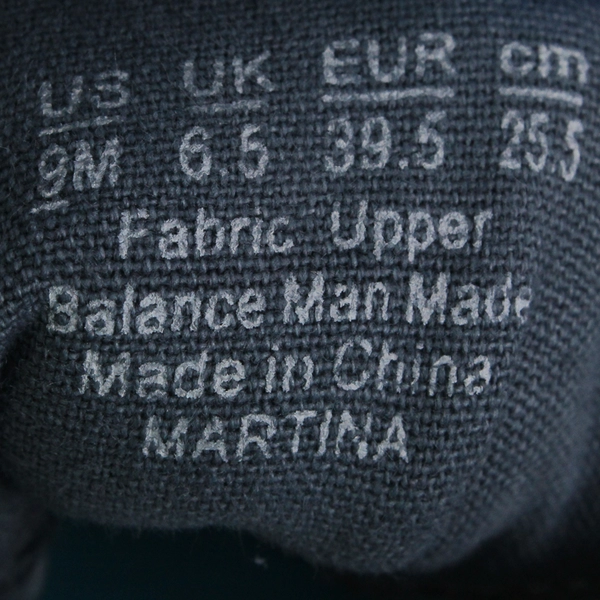 US UK EUR cm
9M 6.5 39.5 25.5
Fabric Upper
Balance Man Made
Made in China
MARTINA